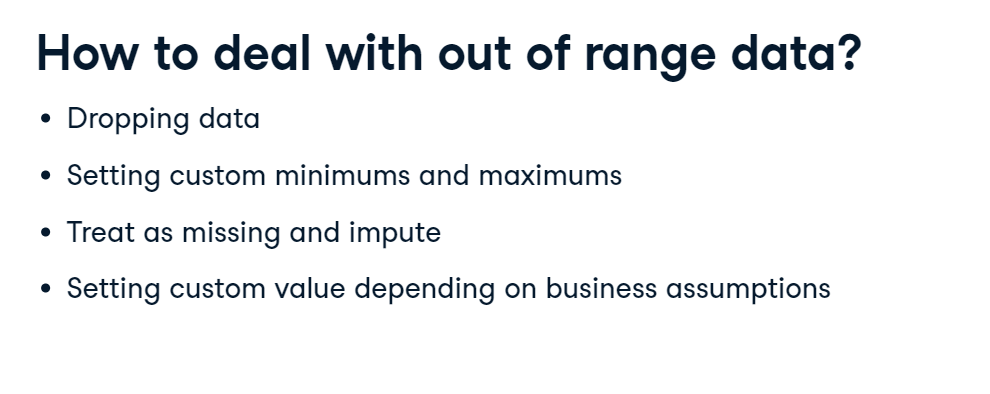 How to deal with out of range data?
• Dropping data
• Setting custom minimums and maximums
• Treat as missing and impute
• Setting custom value depending on business assumptions